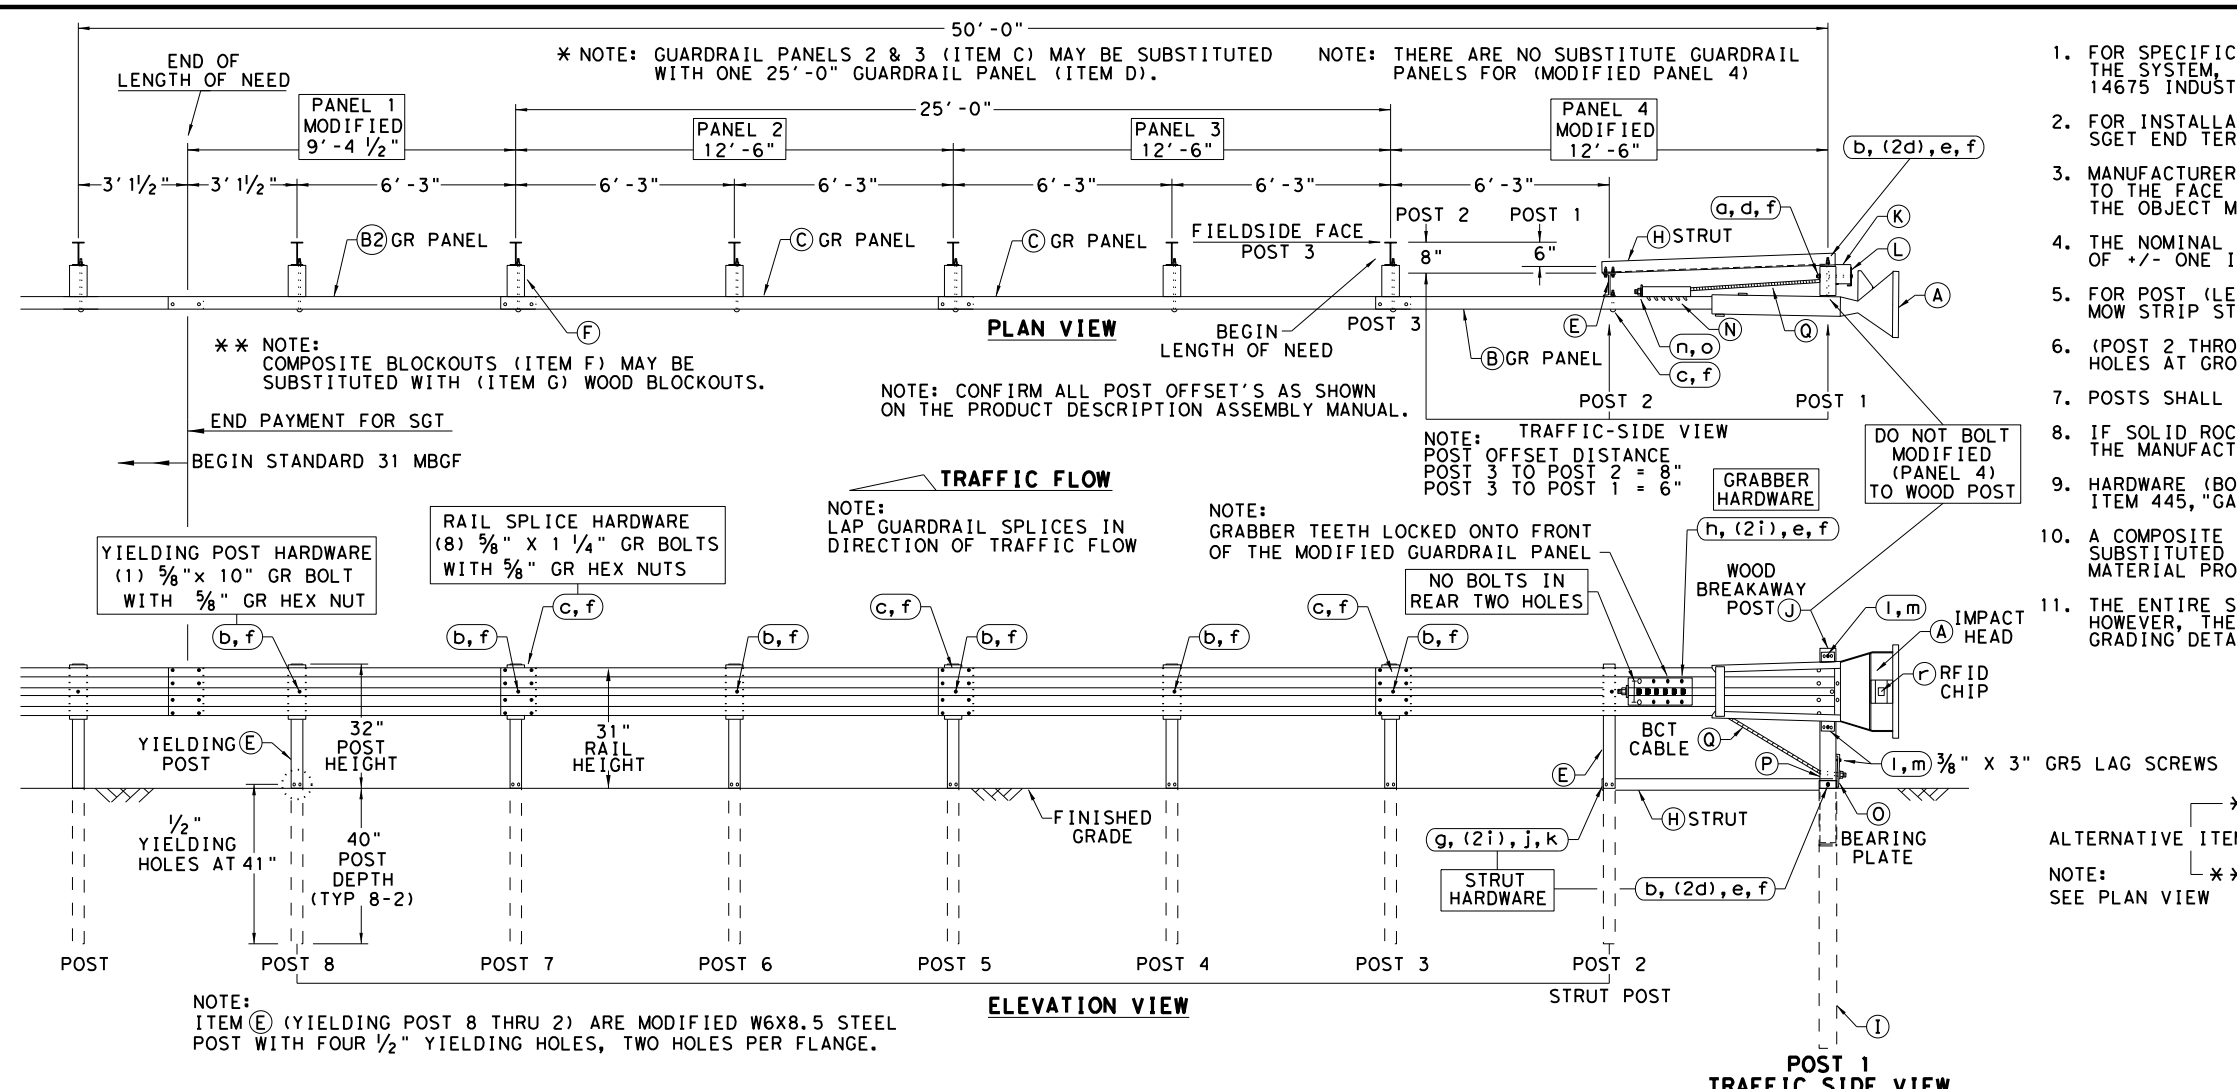 50'-0"
* NOTE: GUARDRAIL PANELS 2 & 3 (ITEM C) MAY BE SUBSTITUTED
WITH ONE 25'-0" GUARDRAIL PANEL (ITEM D).
NOTE: THERE ARE NO SUBSTITUTE GUARDRAIL
PANELS FOR (MODIFIED PANEL 4)
END OF
LENGTH OF NEED
PANEL 1
MODIFIED
9'-4 1/2"
25'-0"
PANEL 2
12'-6"
PANEL 3
12'-6"
PANEL 4
MODIFIED
12'-6"
b, (2d), e, f
3' 1 1/2"
3' 1 1/2"
6'-3"
6'-3"
6'-3"
6'-3"
6'-3"
6'-3"
POST 2
POST 1
a, d, f
K
B2 GR PANEL
C GR PANEL
C GR PANEL
FIELDSIDE FACE
POST 3
8"
6"
H STRUT
L
A
F
PLAN VIEW
BEGIN
LENGTH OF NEED
POST 3
E
N
Q
n, o
B GR PANEL
c, f
** NOTE:
COMPOSITE BLOCKOUTS (ITEM F) MAY BE
SUBSTITUTED WITH (ITEM G) WOOD BLOCKOUTS.
NOTE: CONFIRM ALL POST OFFSET'S AS SHOWN
ON THE PRODUCT DESCRIPTION ASSEMBLY MANUAL.
POST 2
POST 1
TRAFFIC-SIDE VIEW
NOTE:
POST OFFSET DISTANCE
POST 3 TO POST 2 = 8"
POST 3 TO POST 1 = 6"
DO NOT BOLT
MODIFIED
(PANEL 4)
TO WOOD POST
END PAYMENT FOR SGT
BEGIN STANDARD 31 MBGF
TRAFFIC FLOW
NOTE:
LAP GUARDRAIL SPLICES IN
DIRECTION OF TRAFFIC FLOW
NOTE:
GRABBER TEETH LOCKED ONTO FRONT
OF THE MODIFIED GUARDRAIL PANEL
GRABBER
HARDWARE
h, (2i), e, f
YIELDING POST HARDWARE
(1) 5/8"x 10" GR BOLT
WITH 5/8" GR HEX NUT
RAIL SPLICE HARDWARE
(8) 5/8" X 1 1/4" GR BOLTS
WITH 5/8" GR HEX NUTS
NO BOLTS IN
REAR TWO HOLES
WOOD
BREAKAWAY
POST J
l, m
A IMPACT
HEAD
r RFID
CHIP
b, f
c, f
b, f
b, f
c, f
b, f
b, f
c, f
b, f
YIELDING E
POST
32"
POST
HEIGHT
31"
RAIL
HEIGHT
BCT
CABLE
Q
E
P
l, m 3/8" X 3" GR5 LAG SCREWS
1/2"
YIELDING
HOLES AT 41"
40"
POST
DEPTH
(TYP 8-2)
FINISHED
GRADE
H STRUT
O
BEARING
PLATE
g, (2i), j, k
STRUT
HARDWARE
b, (2d), e, f
POST
POST 8
POST 7
POST 6
POST 5
POST 4
POST 3
POST 2
STRUT POST
NOTE:
ITEM E (YIELDING POST 8 THRU 2) ARE MODIFIED W6X8.5 STEEL
POST WITH FOUR 1/2" YIELDING HOLES, TWO HOLES PER FLANGE.
ELEVATION VIEW
I
POST 1
TRAFFIC SIDE VIEW
1. FOR SPECIFIC
THE SYSTEM,
14675
2. FOR
SGET END
3. MANUFACTURER
TO THE FACE
THE OBJECT
4. THE NOMINAL
OF +/- ONE
5. FOR POST
MOW STRIP
6. (POST 2
HOLES AT
7. POSTS SHALL
8. IF SOLID
THE
9. HARDWARE
ITEM 445,
10. A COMPOSITE
SUBSTITUTED
MATERIAL
11. THE ENTIRE
HOWEVER, THE
GRADING
*
ALTERNATIVE
NOTE: **
SEE PLAN VIEW